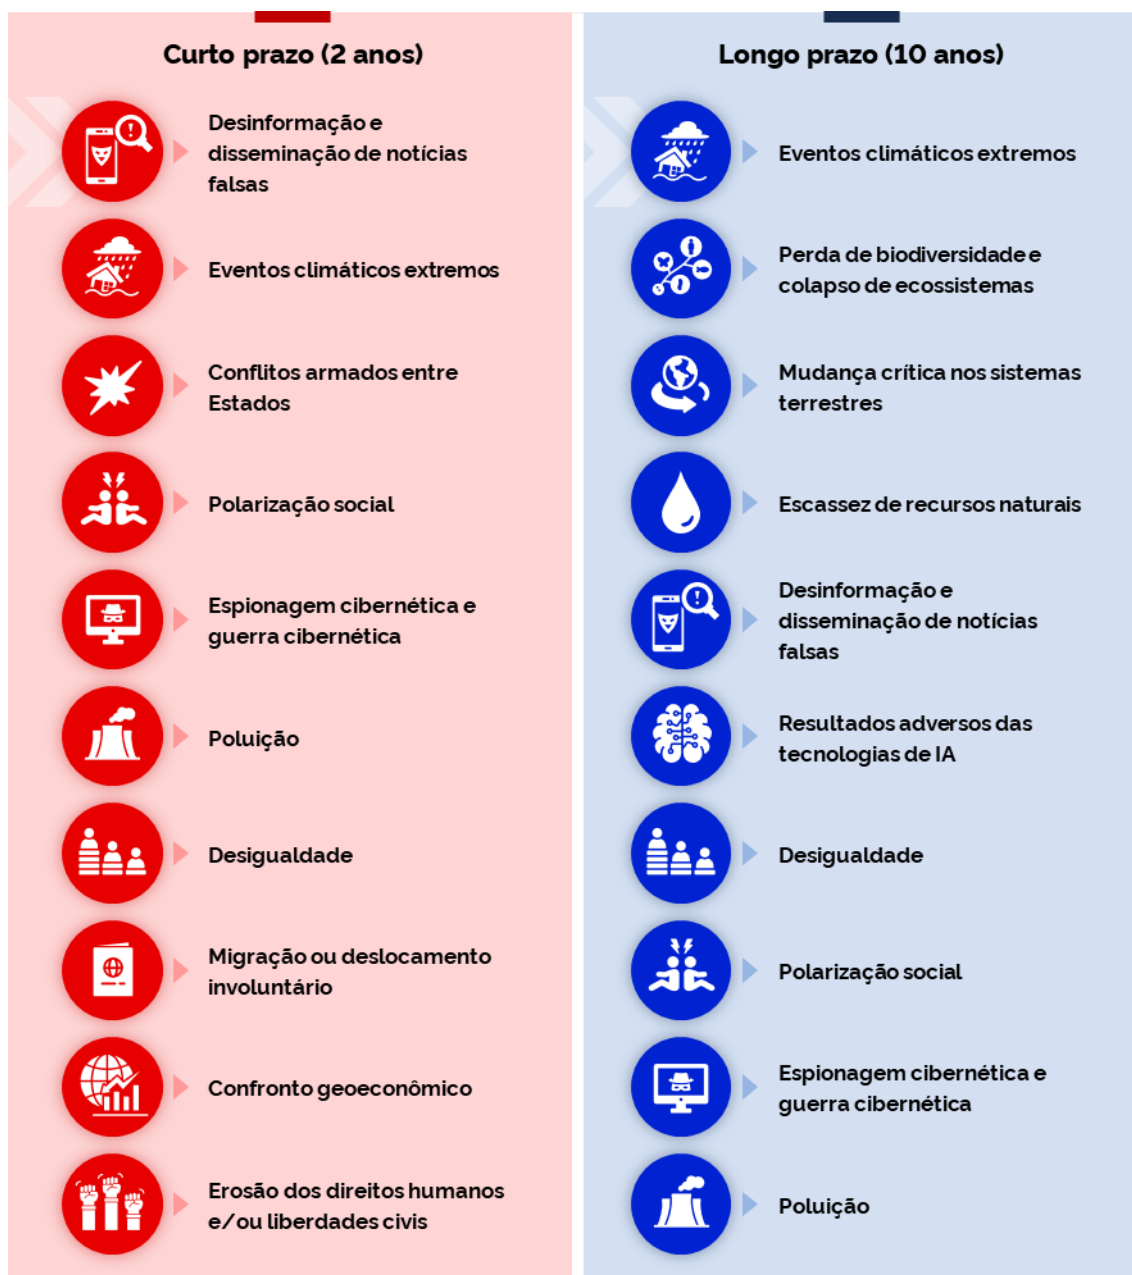 Curto prazo (2 anos)
Desinformação e
disseminação de notícias
falsas
Eventos climáticos extremos
Conflitos armados entre
Estados
Polarização social
Espionagem cibernética e
guerra cibernética
Poluição
Desigualdade
Migração ou deslocamento
involuntário
Confronto geoeconômico
Erosão dos direitos humanos
e/ou liberdades civis
Longo prazo (10 anos)
Eventos climáticos extremos
Perda de biodiversidade e
colapso de ecossistemas
Mudança crítica nos sistemas
terrestres
Escassez de recursos naturais
Desinformação e
disseminação de notícias
falsas
Resultados adversos das
tecnologias de IA
Desigualdade
Polarização social
Espionagem cibernética e
guerra cibernética
Poluição